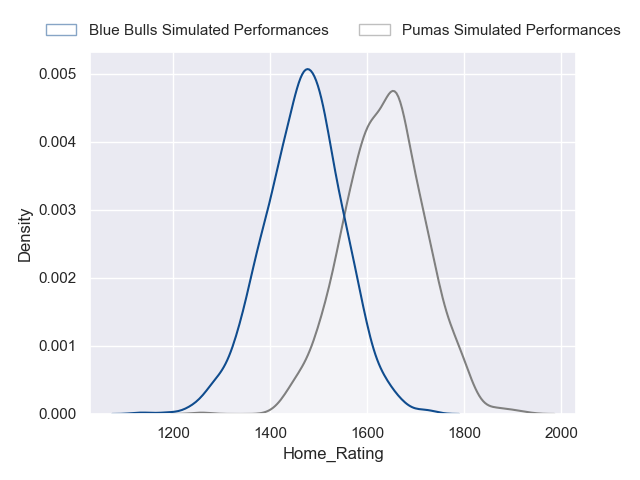 Blue Bulls Simulated Performances
Pumas Simulated Performances
Density
0.005
0.004
0.003
0.002
0.001
0.000
1200 1400 1600 1800 2000
Home_Rating